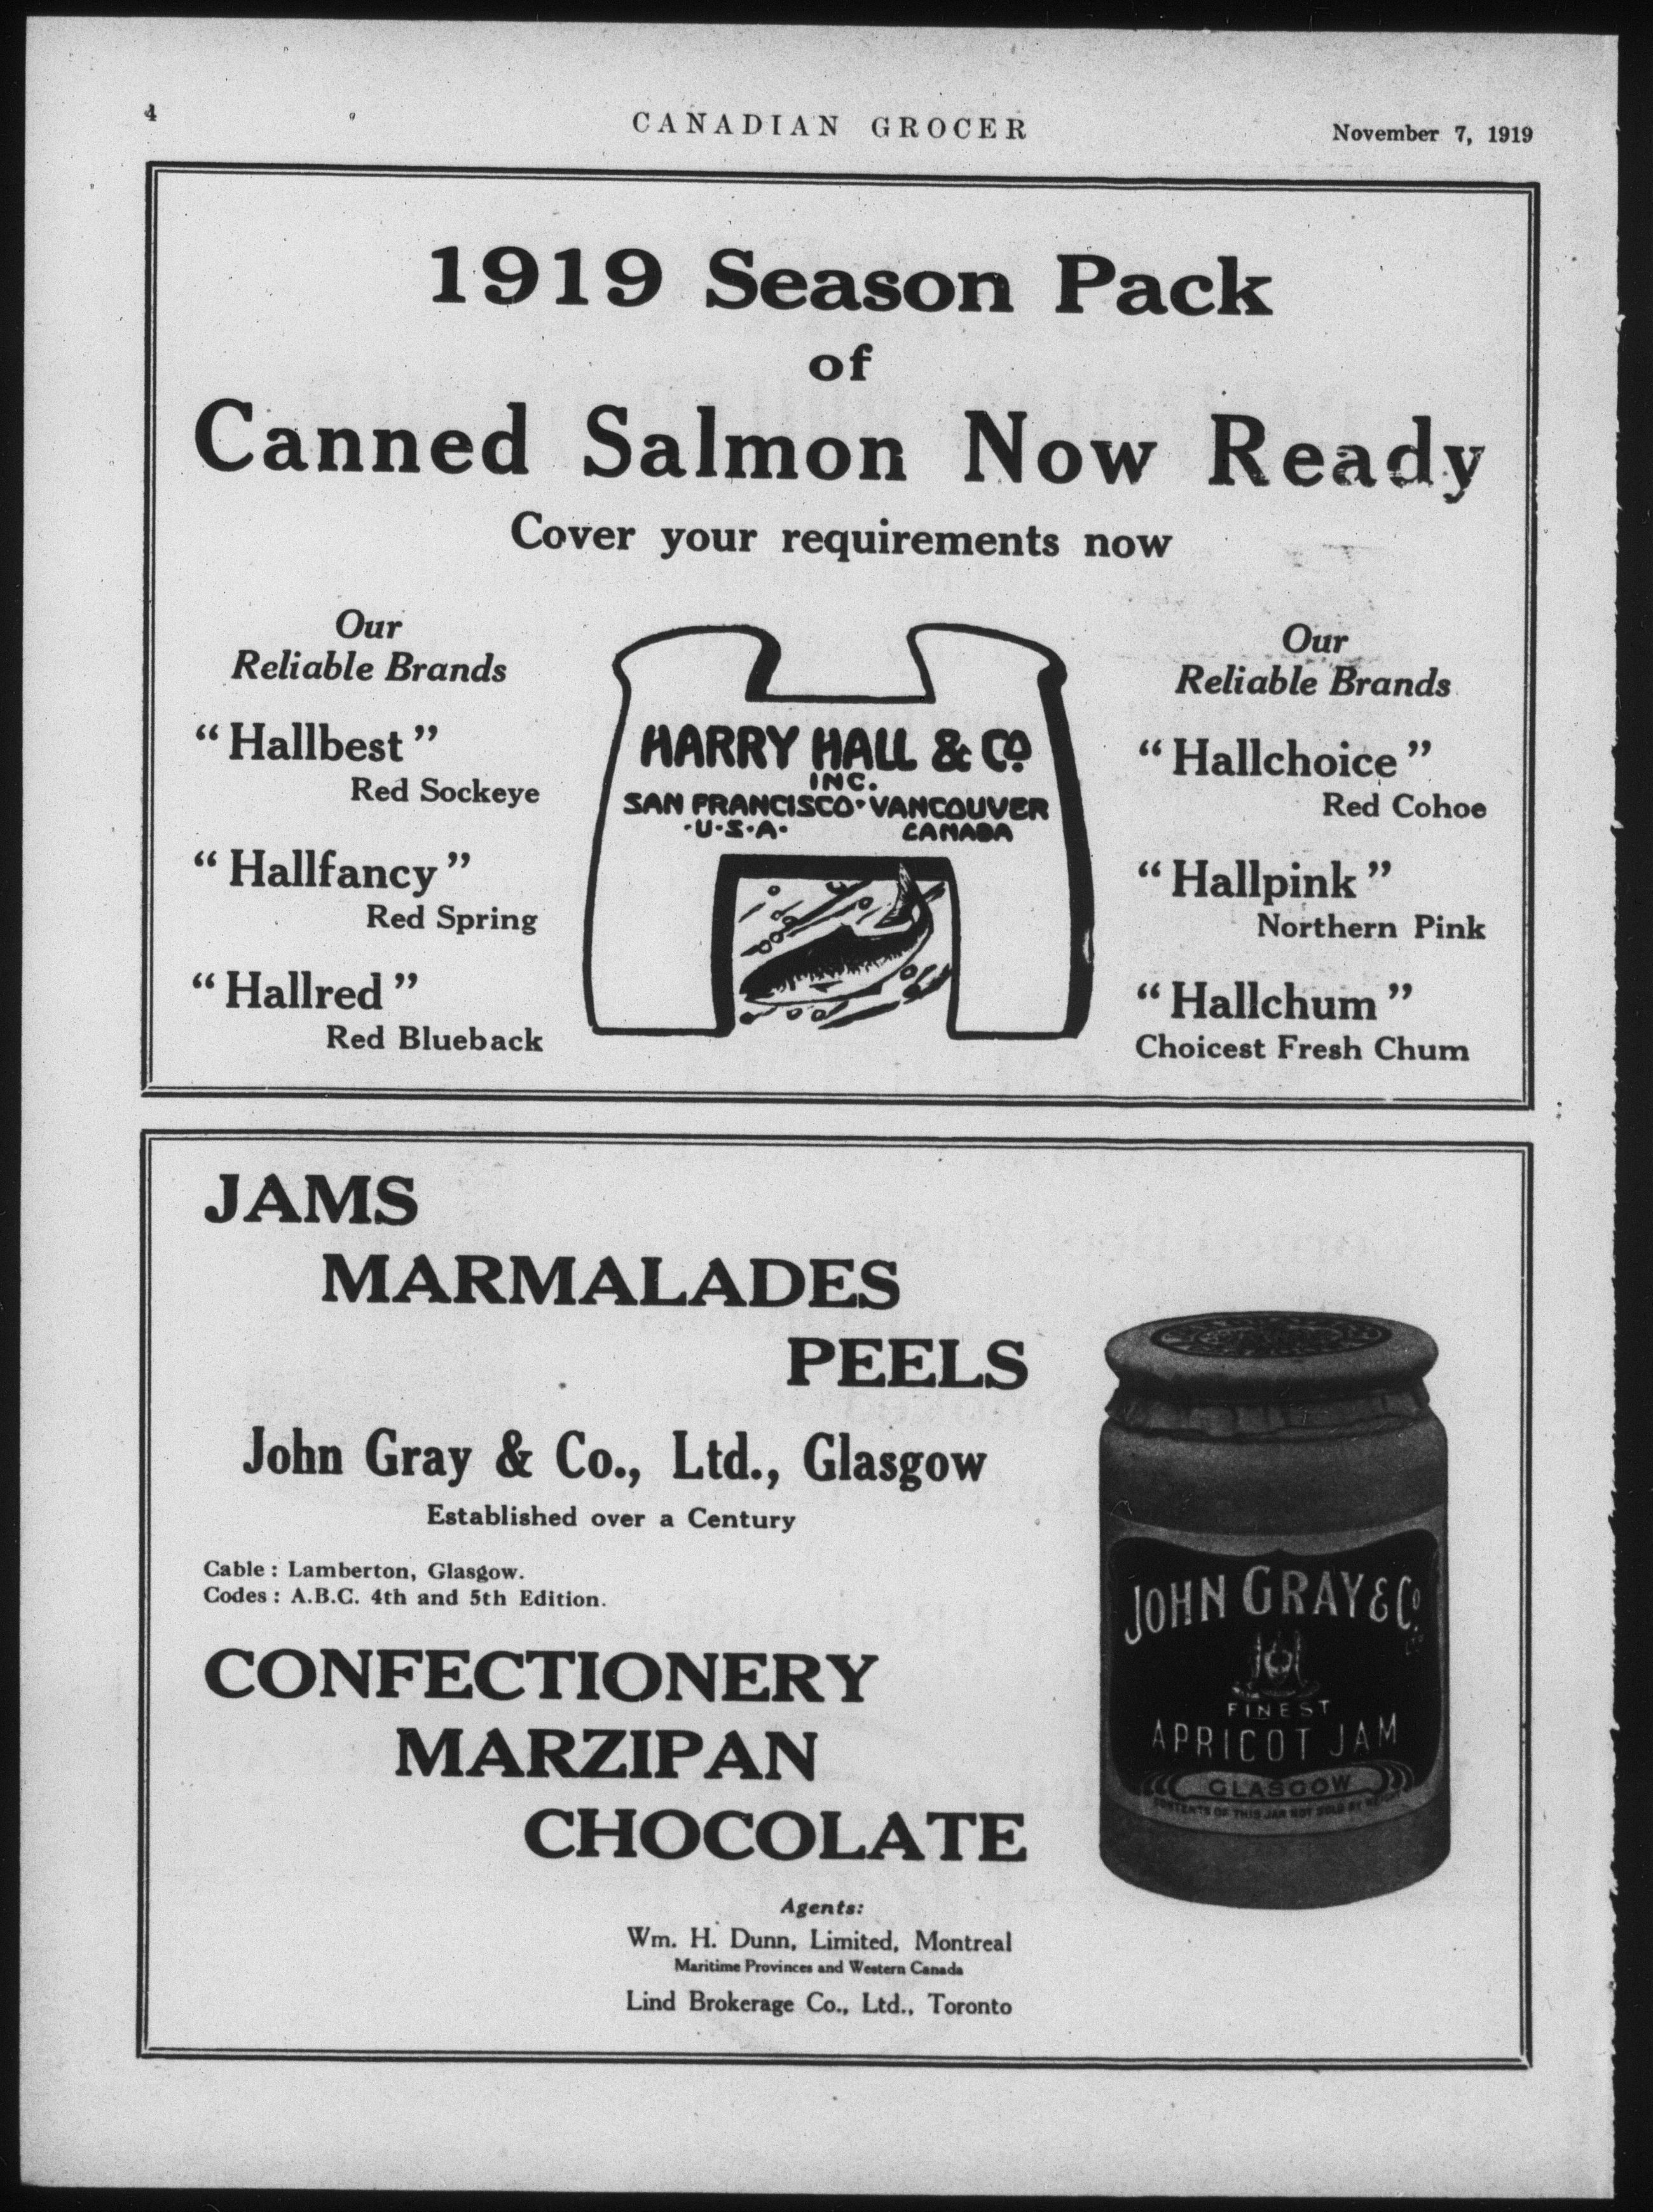 4
CANADIAN GROCER
November 7, 1919
1919 Season Pack
of
Canned Salmon Now Ready
Cover your requirements now
Our
Reliable Brands
“Hallbest”
Red Sockeye
“Hallfancy”
Red Spring
“Hallred”
Red Blueback
HARRY HALL & Co.
INC.
SAN FRANCISCO·VANCOUVER
·U·S·A· CANADA
Our
Reliable Brands
“Hallchoice”
Red Cohoe
“Hallpink”
Northern Pink
“Hallchum”
Choicest Fresh Chum
JAMS
MARMALADES
PEELS
John Gray & Co., Ltd., Glasgow
Established over a Century
Cable : Lamberton, Glasgow.
Codes : A.B.C. 4th and 5th Edition.
CONFECTIONERY
MARZIPAN
CHOCOLATE
Agents:
Wm. H. Dunn, Limited, Montreal
Maritime Provinces and Western Canada
Lind Brokerage Co., Ltd., Toronto
JOHN GRAY & Co.
LTD
FINEST
APRICOT JAM
GLASGOW
CONTENTS OF THIS JAR NOT SOLD BY WEIGHT